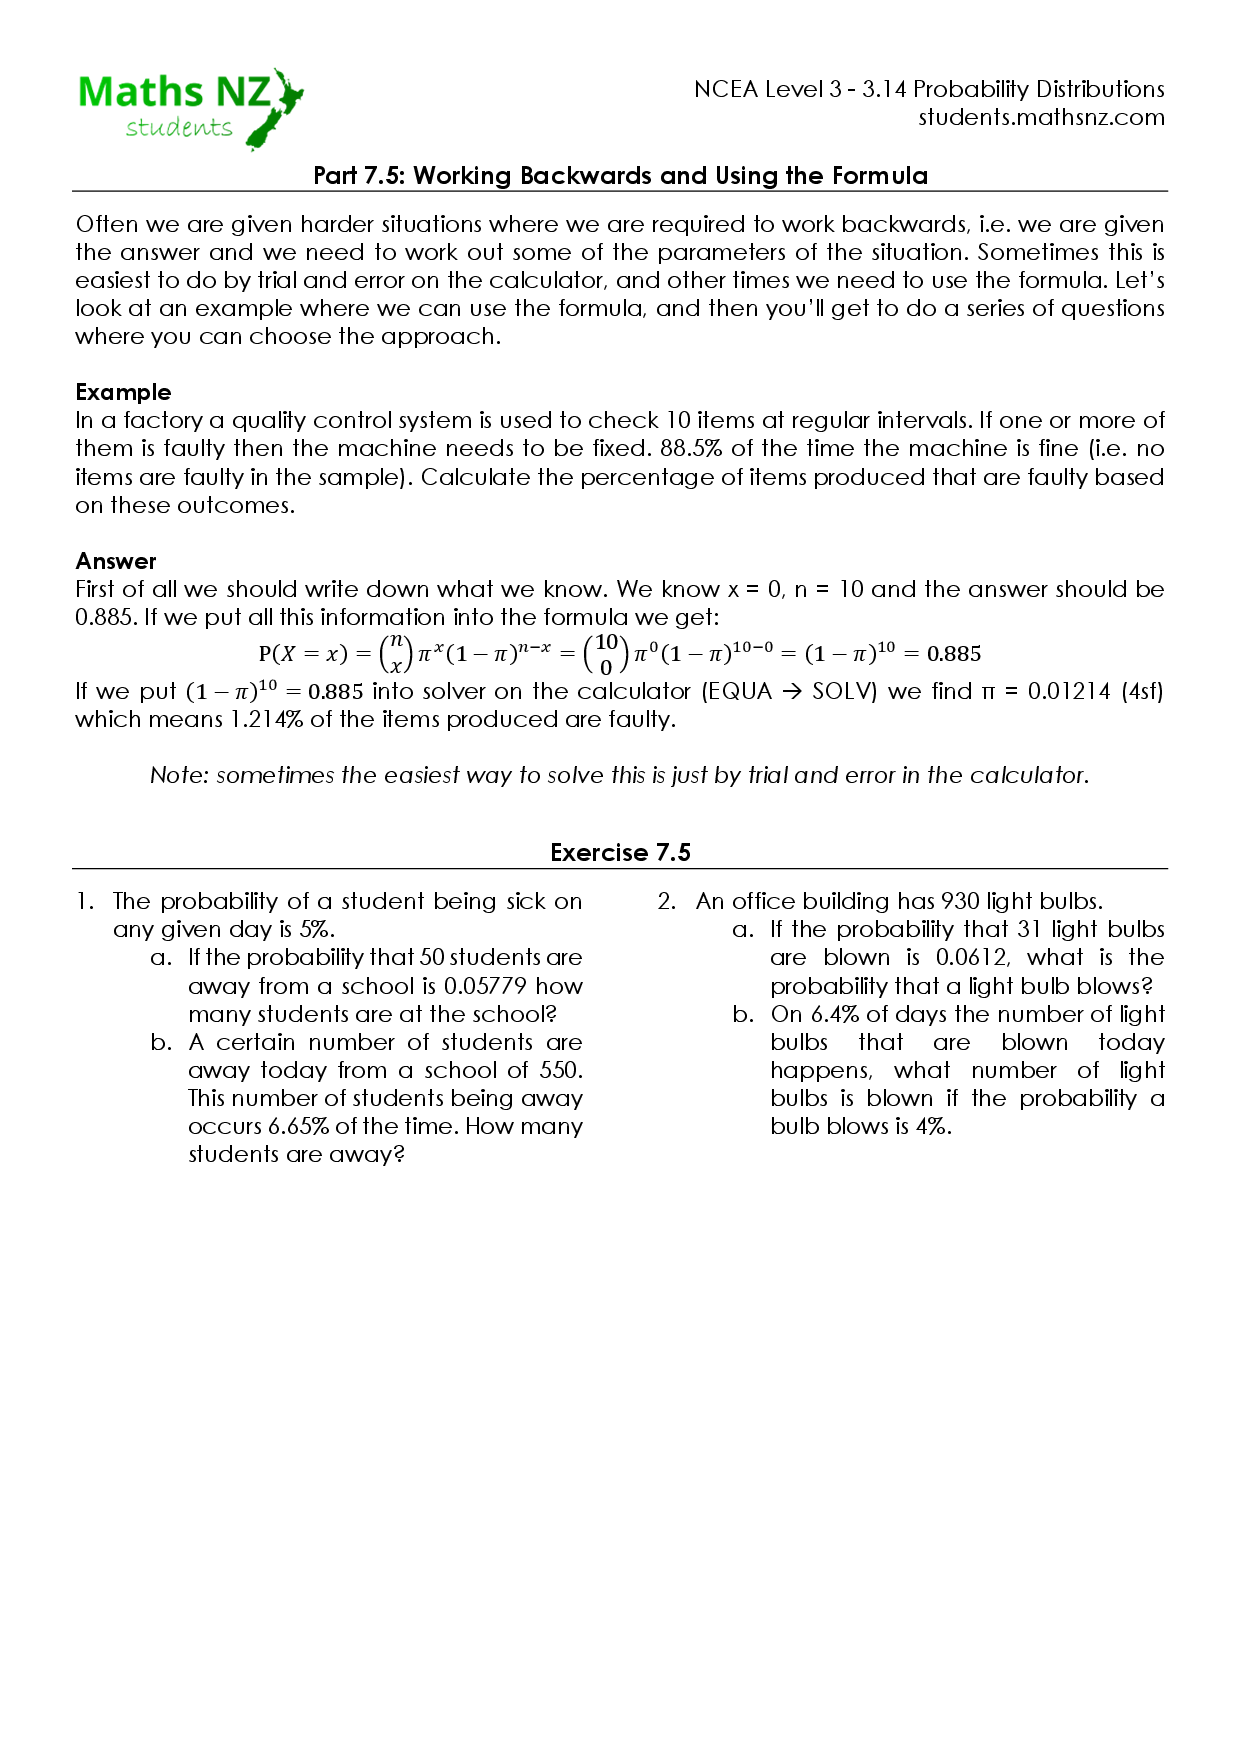 Maths NZ
students
NCEA Level 3 - 3.14 Probability Distributions
students.mathsnz.com
Part 7.5: Working Backwards and Using the Formula
Often we are given harder situations where we are required to work backwards, i.e. we are given
the answer and we need to work out some of the parameters of the situation. Sometimes this is
easiest to do by trial and error on the calculator, and other times we need to use the formula. Let’s
look at an example where we can use the formula, and then you’ll get to do a series of questions
where you can choose the approach.
Example
In a factory a quality control system is used to check 10 items at regular intervals. If one or more of
them is faulty then the machine needs to be fixed. 88.5% of the time the machine is fine (i.e. no
items are faulty in the sample). Calculate the percentage of items produced that are faulty based
on these outcomes.
Answer
First of all we should write down what we know. We know x = 0, n = 10 and the answer should be
0.885. If we put all this information into the formula we get:
P(X = x) = (n x) π^x (1 − π)^{n−x} = (10 0) π^0 (1 − π)^{10−0} = (1 − π)^{10} = 0.885
If we put (1 − π)^{10} = 0.885 into solver on the calculator (EQUA → SOLV) we find π = 0.01214 (4sf)
which means 1.214% of the items produced are faulty.
Note: sometimes the easiest way to solve this is just by trial and error in the calculator.
Exercise 7.5
1. The probability of a student being sick on
any given day is 5%.
a. If the probability that 50 students are
away from a school is 0.05779 how
many students are at the school?
b. A certain number of students are
away today from a school of 550.
This number of students being away
occurs 6.65% of the time. How many
students are away?
2. An office building has 930 light bulbs.
a. If the probability that 31 light bulbs
are blown is 0.0612, what is the
probability that a light bulb blows?
b. On 6.4% of days the number of light
bulbs that are blown today
happens, what number of light
bulbs is blown if the probability a
bulb blows is 4%.